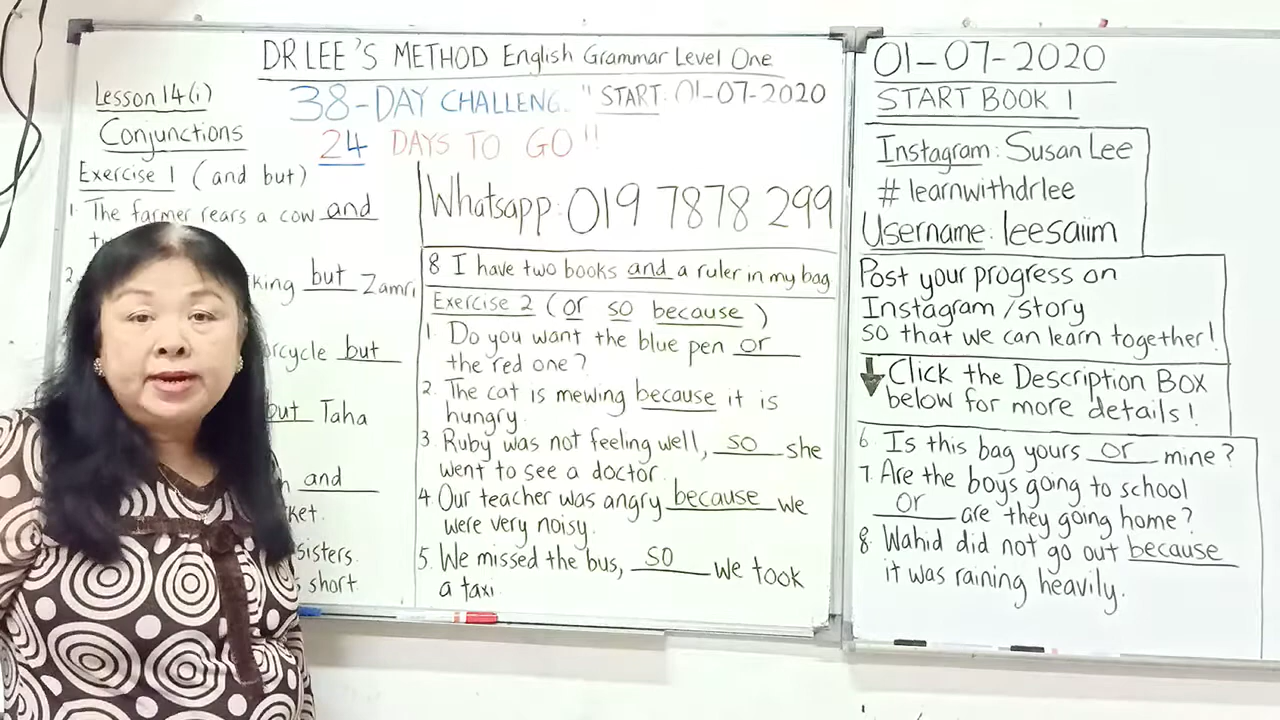 DR LEE'S METHOD English Grammar Level One
Lesson 14(i)
38-DAY CHALLENG " START: 01-07-2020
Conjunctions
24 DAYS TO GO!!
Exercise 1 (and but)
1. The farmer rears a cow and
2
king but Zamri
rcycle but
but Taha
and
ket.
sisters.
short
Whatsapp: 019 7878 299
8 I have two books and a ruler in my bag
Exercise 2 (or so because)
1. Do you want the blue pen or
the red one?
2. The cat is mewing because it is
hungry.
3. Ruby was not feeling well, so she
went to see a doctor.
4 Our teacher was angry because we
were very noisy.
5. We missed the bus, so we took
a taxi.
01-07-2020
START BOOK 1
Instagram: Susan Lee
# learnwithdrlee
Username: leesaiim
Post your progress on
Instagram/story
so that we can learn together!
Click the Description Box
below for more details!
6. Is this bag yours or mine?
7. Are the boys going to school
or are they going home?
8. Wahid did not go out because
it was raining heavily.